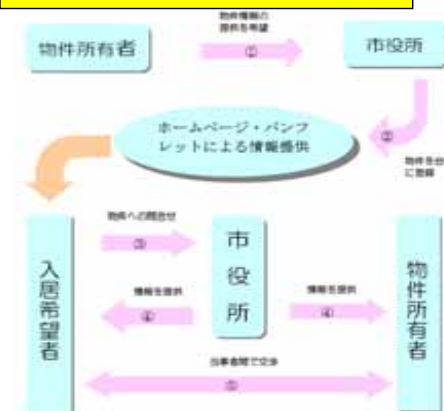 物件情報の
提供を希望
①
物件所有者
市役所
ホームページ・パンフ
レットによる情報提供
②
物件を台
に登録
物件への問合せ
③
入居希望者
市役所
物件所有者
情報を提供
④
情報を提供
④
当事者間で交渉
⑤